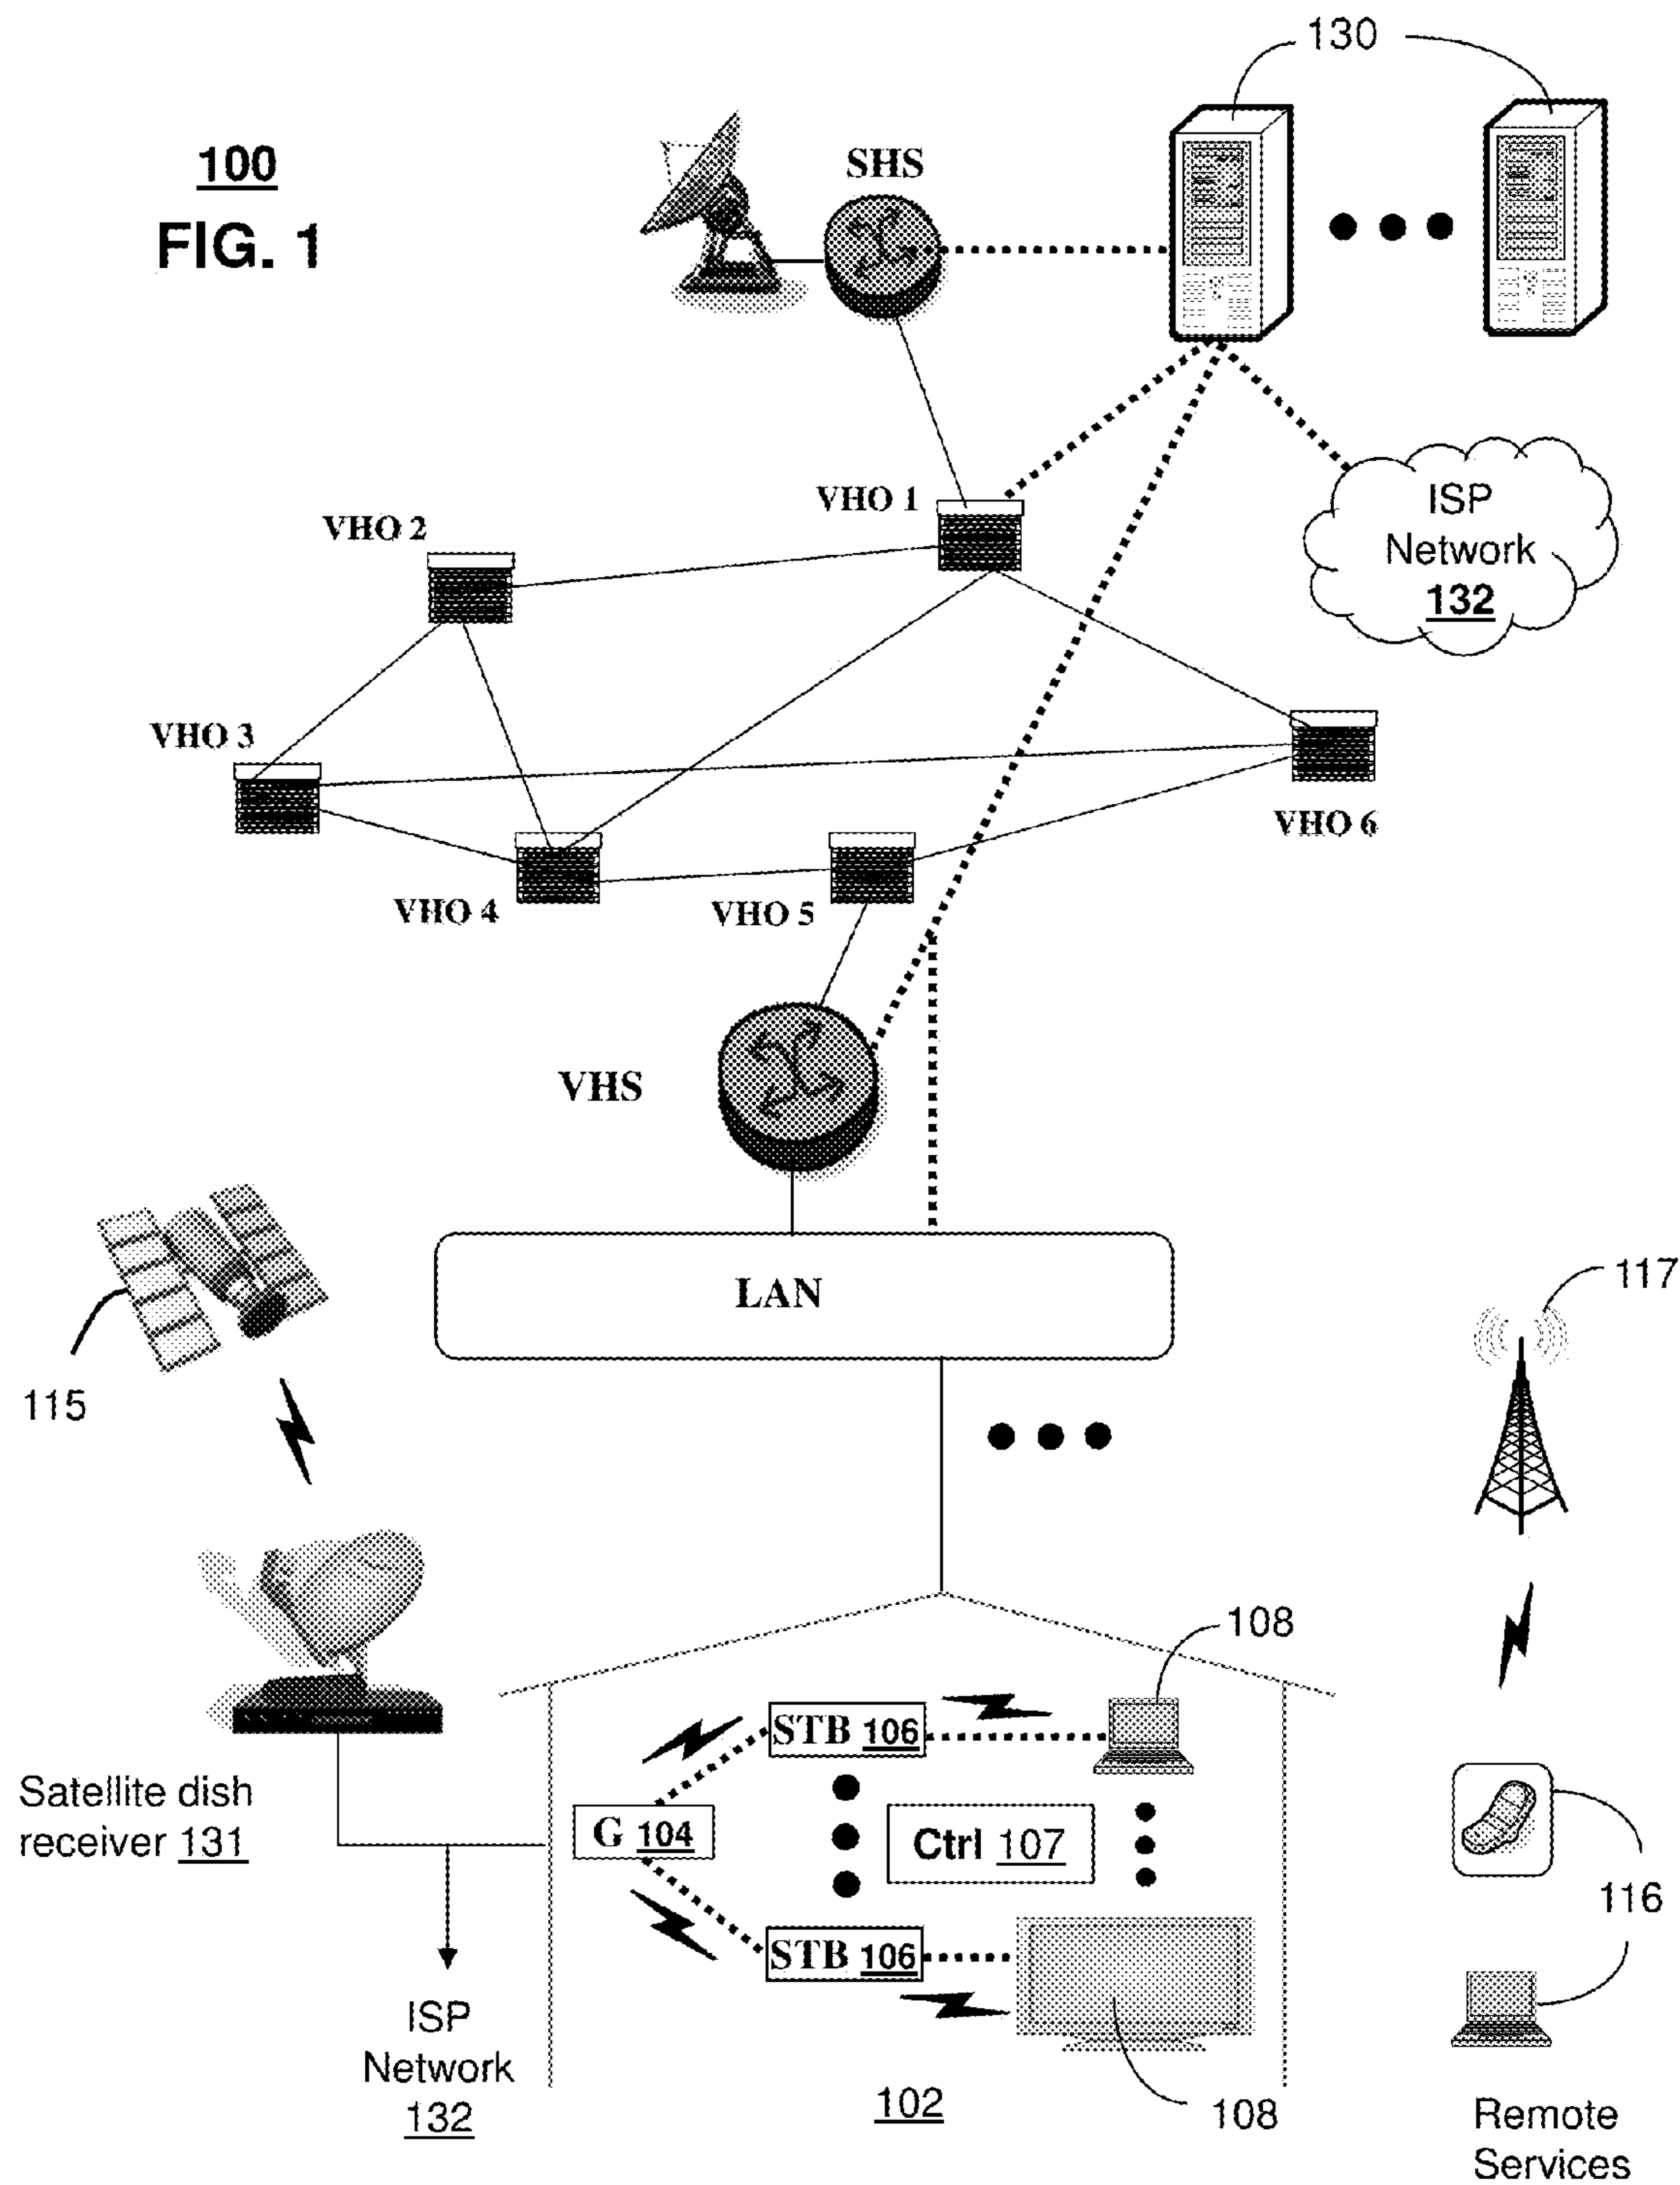 130
100
FIG. 1
SHS
VHO 1
VHO 2
ISP
Network
132
VHO 3
VHO 6
VHO 4
VHO 5
VHS
LAN
117
115
108
STB 106
Satellite dish
receiver 131
G 104
Ctrl 107
116
STB 106
ISP
Network
132
102
108
Remote
Services